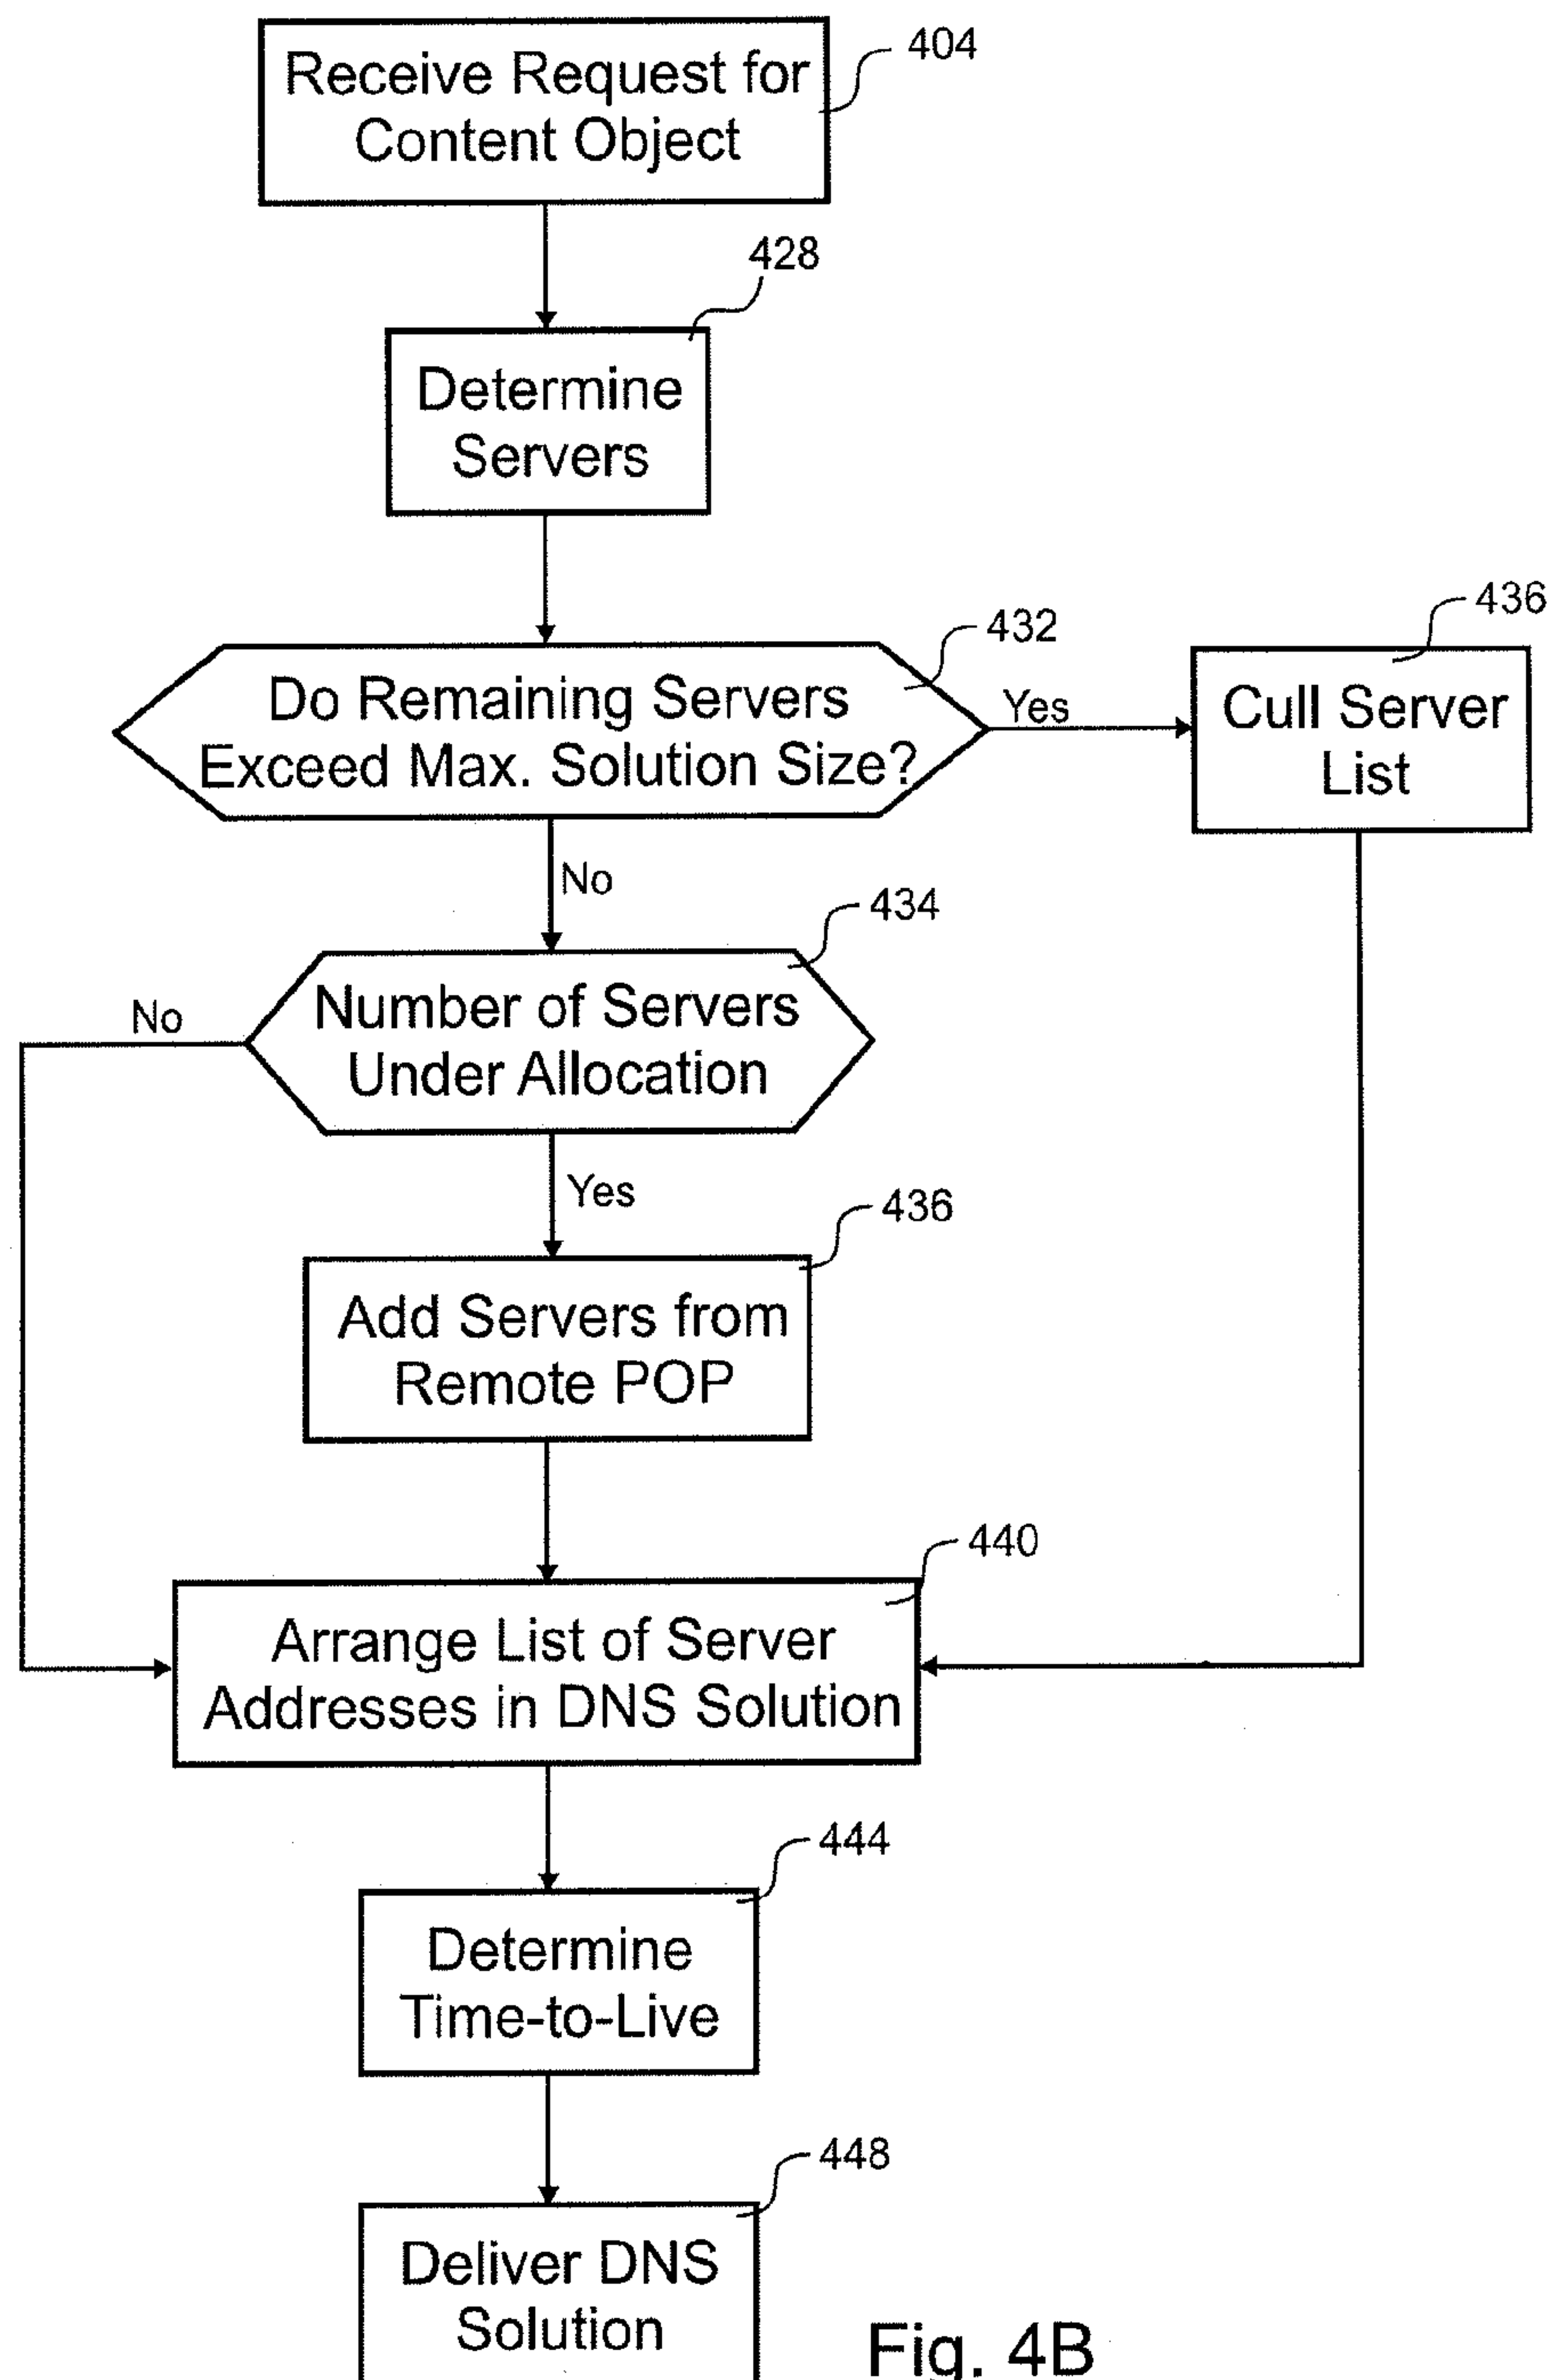 Receive Request for
Content Object
404
428
Determine
Servers
432
Do Remaining Servers
Exceed Max. Solution Size?
Yes
436
Cull Server
List
No
434
Number of Servers
Under Allocation
No
Yes
436
Add Servers from
Remote POP
440
Arrange List of Server
Addresses in DNS Solution
444
Determine
Time-to-Live
448
Deliver DNS
Solution
Fig. 4B